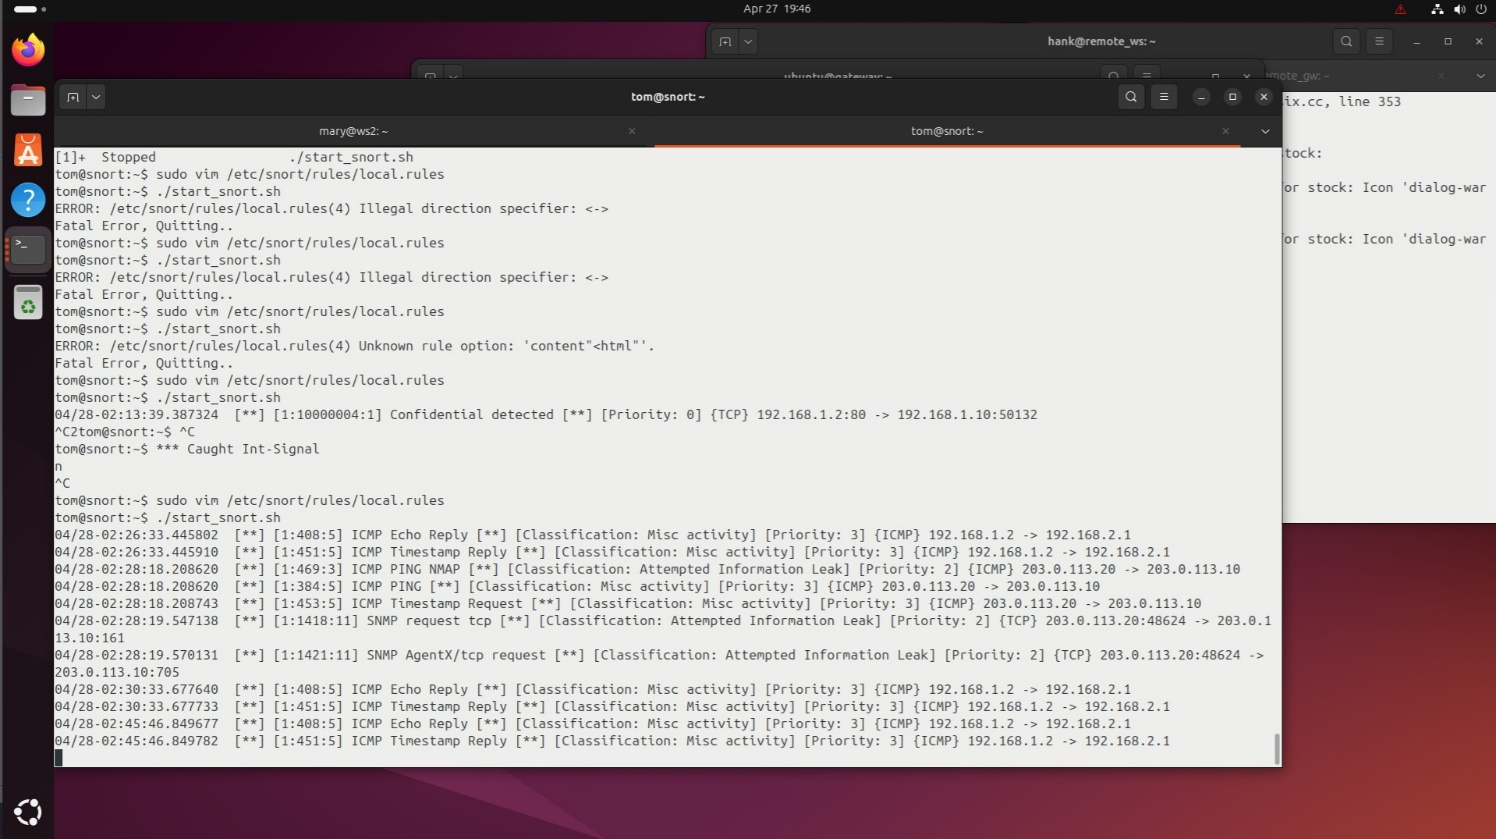 Apr 27 19:46
hank@remote_ws: ~
ubuntu@gateway: ~
emote_gw: ~
tom@snort: ~
mary@ws2: ~
tom@snort: ~
ix.cc, line 353
tock:
or stock: Icon 'dialog-war
or stock: Icon 'dialog-war
[1]+  Stopped                 ./start_snort.sh
tom@snort:~$ sudo vim /etc/snort/rules/local.rules
tom@snort:~$ ./start_snort.sh
ERROR: /etc/snort/rules/local.rules(4) Illegal direction specifier: <->
Fatal Error, Quitting..
tom@snort:~$ sudo vim /etc/snort/rules/local.rules
tom@snort:~$ ./start_snort.sh
ERROR: /etc/snort/rules/local.rules(4) Illegal direction specifier: <->
Fatal Error, Quitting..
tom@snort:~$ sudo vim /etc/snort/rules/local.rules
tom@snort:~$ ./start_snort.sh
ERROR: /etc/snort/rules/local.rules(4) Unknown rule option: 'content"<html"'.
Fatal Error, Quitting..
tom@snort:~$ sudo vim /etc/snort/rules/local.rules
tom@snort:~$ ./start_snort.sh
04/28-02:13:39.387324  [**] [1:10000004:1] Confidential detected [**] [Priority: 0] {TCP} 192.168.1.2:80 -> 192.168.1.10:50132
^C2tom@snort:~$ ^C
tom@snort:~$ *** Caught Int-Signal
n
^C
tom@snort:~$ sudo vim /etc/snort/rules/local.rules
tom@snort:~$ ./start_snort.sh
04/28-02:26:33.445802  [**] [1:408:5] ICMP Echo Reply [**] [Classification: Misc activity] [Priority: 3] {ICMP} 192.168.1.2 -> 192.168.2.1
04/28-02:26:33.445910  [**] [1:451:5] ICMP Timestamp Reply [**] [Classification: Misc activity] [Priority: 3] {ICMP} 192.168.1.2 -> 192.168.2.1
04/28-02:28:18.208620  [**] [1:469:3] ICMP PING NMAP [**] [Classification: Attempted Information Leak] [Priority: 2] {ICMP} 203.0.113.20 -> 203.0.113.10
04/28-02:28:18.208620  [**] [1:384:5] ICMP PING [**] [Classification: Misc activity] [Priority: 3] {ICMP} 203.0.113.20 -> 203.0.113.10
04/28-02:28:18.208743  [**] [1:453:5] ICMP Timestamp Request [**] [Classification: Misc activity] [Priority: 3] {ICMP} 203.0.113.20 -> 203.0.113.10
04/28-02:28:19.547138  [**] [1:1418:11] SNMP request tcp [**] [Classification: Attempted Information Leak] [Priority: 2] {TCP} 203.0.113.20:48624 -> 203.0.1
13.10:161
04/28-02:28:19.570131  [**] [1:1421:11] SNMP AgentX/tcp request [**] [Classification: Attempted Information Leak] [Priority: 2] {TCP} 203.0.113.20:48624 ->
203.0.113.10:705
04/28-02:30:33.677640  [**] [1:408:5] ICMP Echo Reply [**] [Classification: Misc activity] [Priority: 3] {ICMP} 192.168.1.2 -> 192.168.2.1
04/28-02:30:33.677733  [**] [1:451:5] ICMP Timestamp Reply [**] [Classification: Misc activity] [Priority: 3] {ICMP} 192.168.1.2 -> 192.168.2.1
04/28-02:45:46.849677  [**] [1:408:5] ICMP Echo Reply [**] [Classification: Misc activity] [Priority: 3] {ICMP} 192.168.1.2 -> 192.168.2.1
04/28-02:45:46.849782  [**] [1:451:5] ICMP Timestamp Reply [**] [Classification: Misc activity] [Priority: 3] {ICMP} 192.168.1.2 -> 192.168.2.1